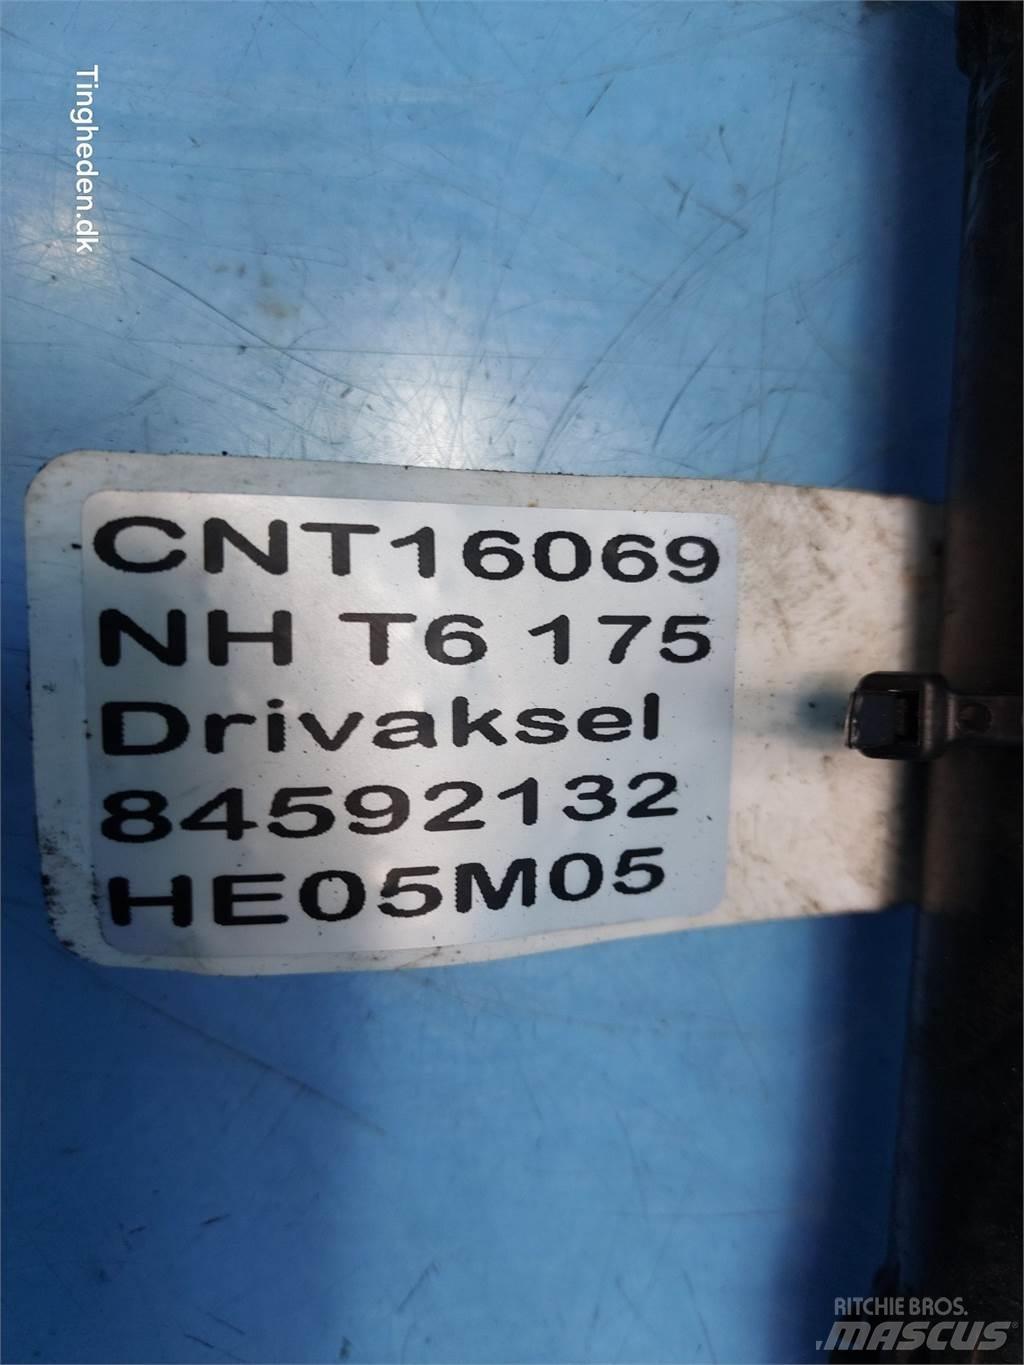 Tingheden.dk
CNT16069
NH T6 175
Drivaksel
84592132
HE05M05
RITCHIE BROS.
MASCUS